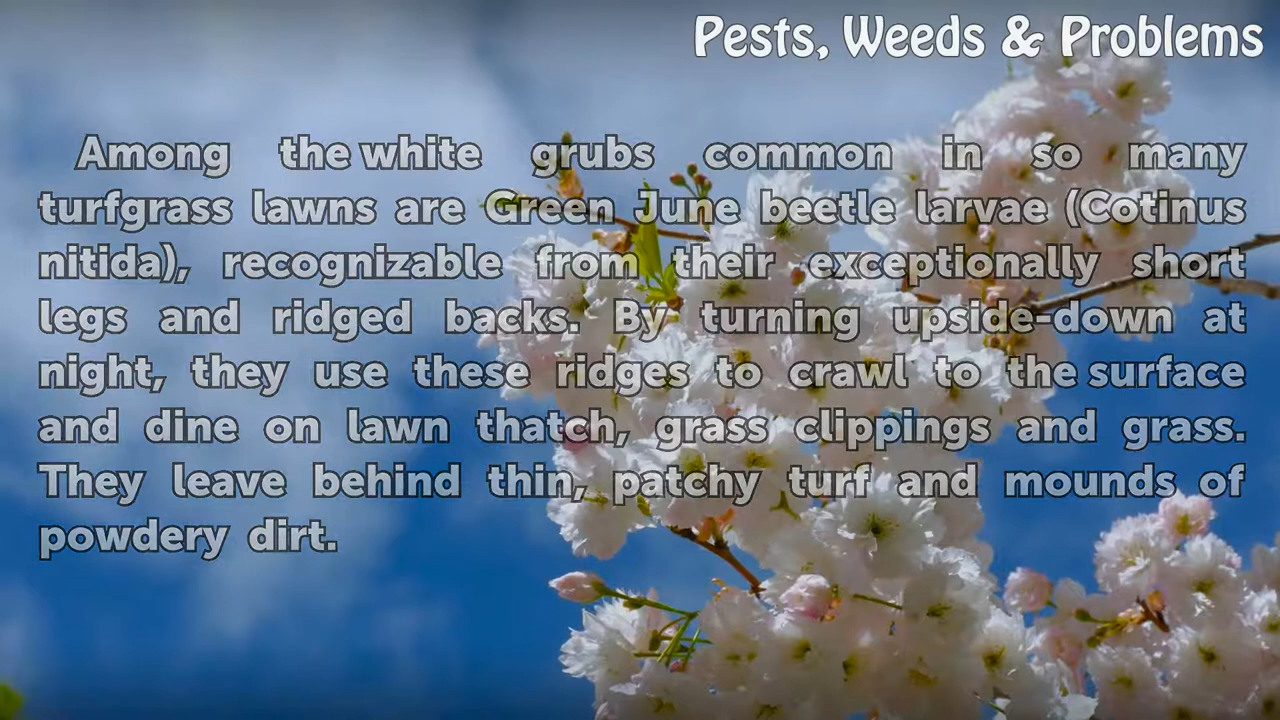 Pests, Weeds & Problems
Among the white grubs common in so many
turfgrass lawns are Green June beetle larvae (Cotinus
nitida), recognizable from their exceptionally short
legs and ridged backs. By turning upside-down at
night, they use these ridges to crawl to the surface
and dine on lawn thatch, grass clippings and grass.
They leave behind thin, patchy turf and mounds of
powdery dirt.